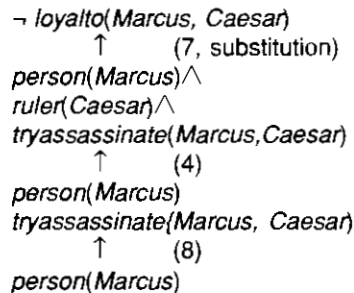 ¬ loyalto(Marcus, Caesar)
↑ (7, substitution)
person(Marcus)∧
ruler(Caesar)∧
tryassassinate(Marcus,Caesar)
↑ (4)
person(Marcus)
tryassassinate(Marcus, Caesar)
↑ (8)
person(Marcus)